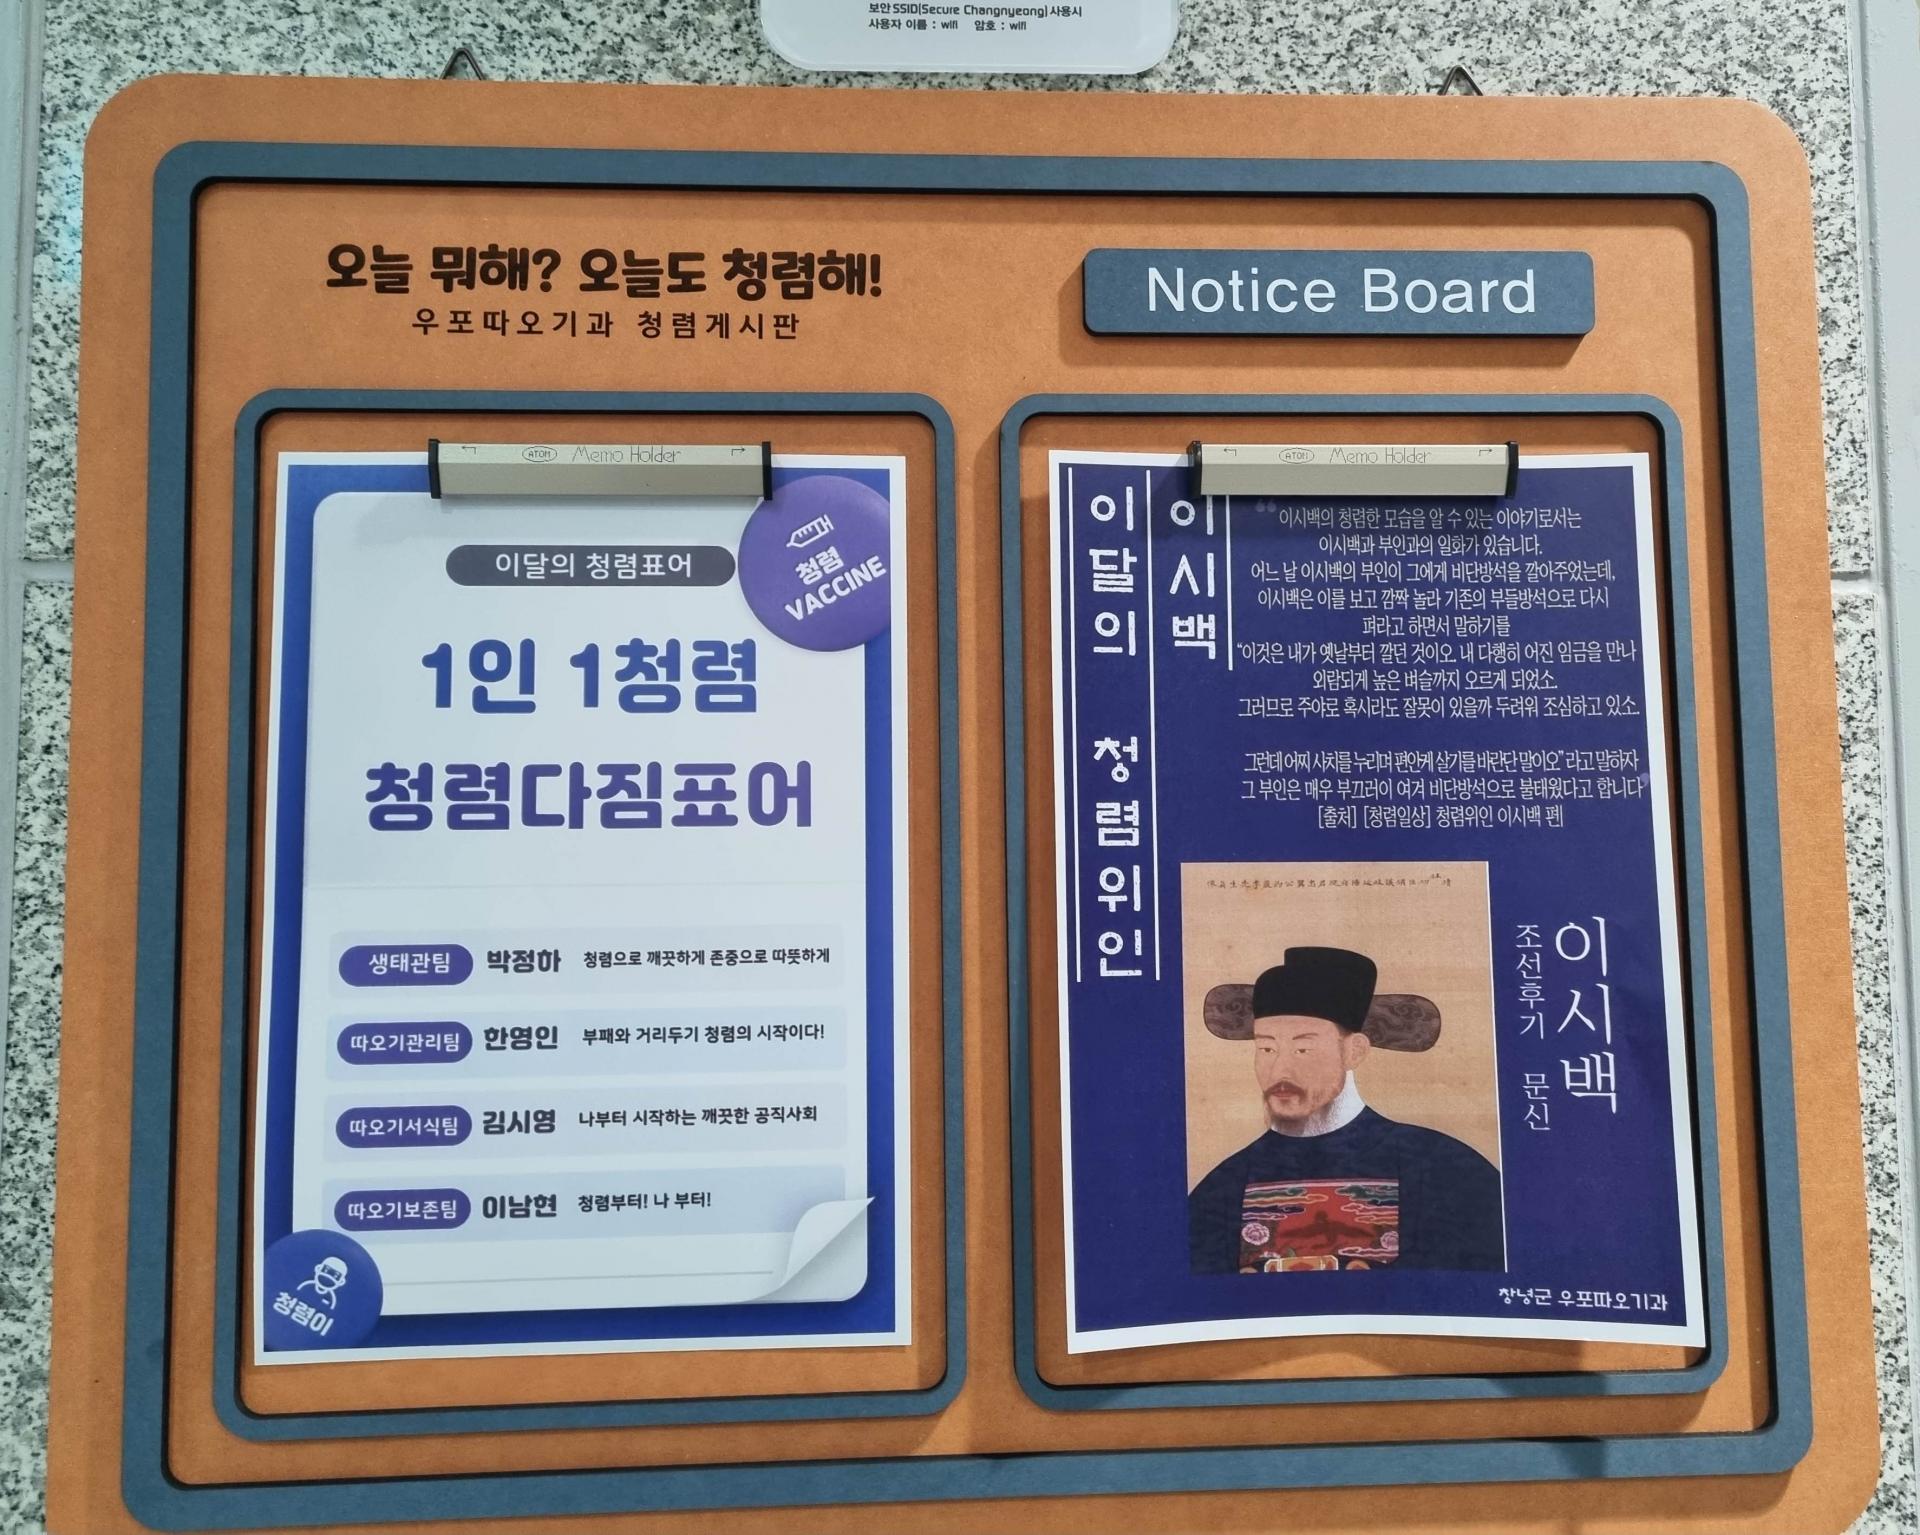 보안 SSID(Secure Changnyeong) 사용시
사용자 이름 : wifi 암호 : wifi
오늘 뭐해? 오늘도 청렴해!
우포따오기과 청렴게시판
Notice Board
ATOM Memo Holder
이달의 청렴표어
청렴
VACCINE
1인 1청렴
청렴다짐표어
생태관팀 박정하 청렴으로 깨끗하게 존중으로 따뜻하게
따오기관리팀 한영인 부패와 거리두기 청렴의 시작이다!
따오기서식팀 김시영 나부터 시작하는 깨끗한 공직사회
따오기보존팀 이남현 청렴부터! 나 부터!
청렴이
ATOM Memo Holder
이달의 청렴위인
이시백
이시백의 청렴한 모습을 알 수 있는 이야기로서는
이시백과 부인과의 일화가 있습니다.
어느 날 이시백의 부인이 그에게 비단방석을 깔아주었는데,
이시백은 이를 보고 깜짝 놀라 기존의 부들방석으로 다시
펴라고 하면서 말하기를
“이것은 내가 옛날부터 깔던 것이오. 내 다행히 어진 임금을 만나
외람되게 높은 벼슬까지 오르게 되었소.
그러므로 주야로 혹시라도 잘못이 있을까 두려워 조심하고 있소.
그런데 어찌 사치를 누리며 편안케 살기를 바란단 말이오” 라고 말하자
그 부인은 매우 부끄러이 여겨 비단방석으로 불태웠다고 합니다
[출처] [청렴일상] 청렴위인 이시백 편|
이시백
조선후기 문신
창녕군 우포따오기과